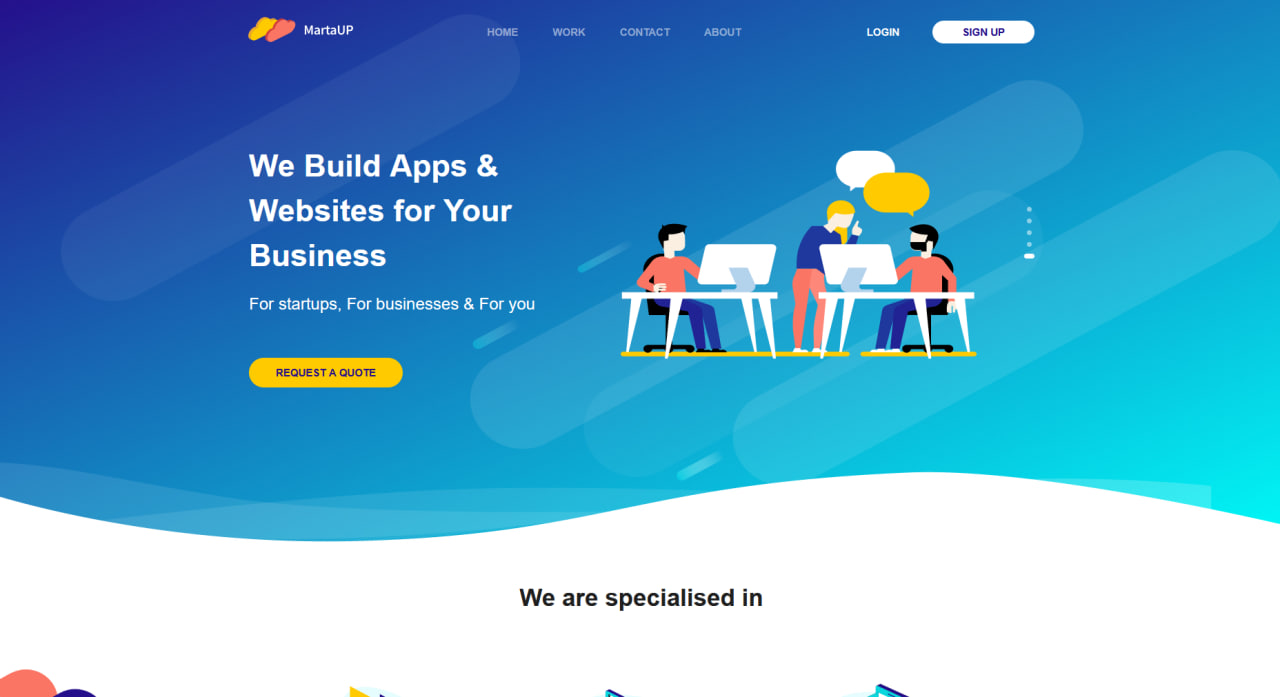 MartaUP
HOME WORK CONTACT ABOUT
LOGIN SIGN UP
We Build Apps &
Websites for Your
Business
For startups, For businesses & For you
REQUEST A QUOTE
We are specialised in